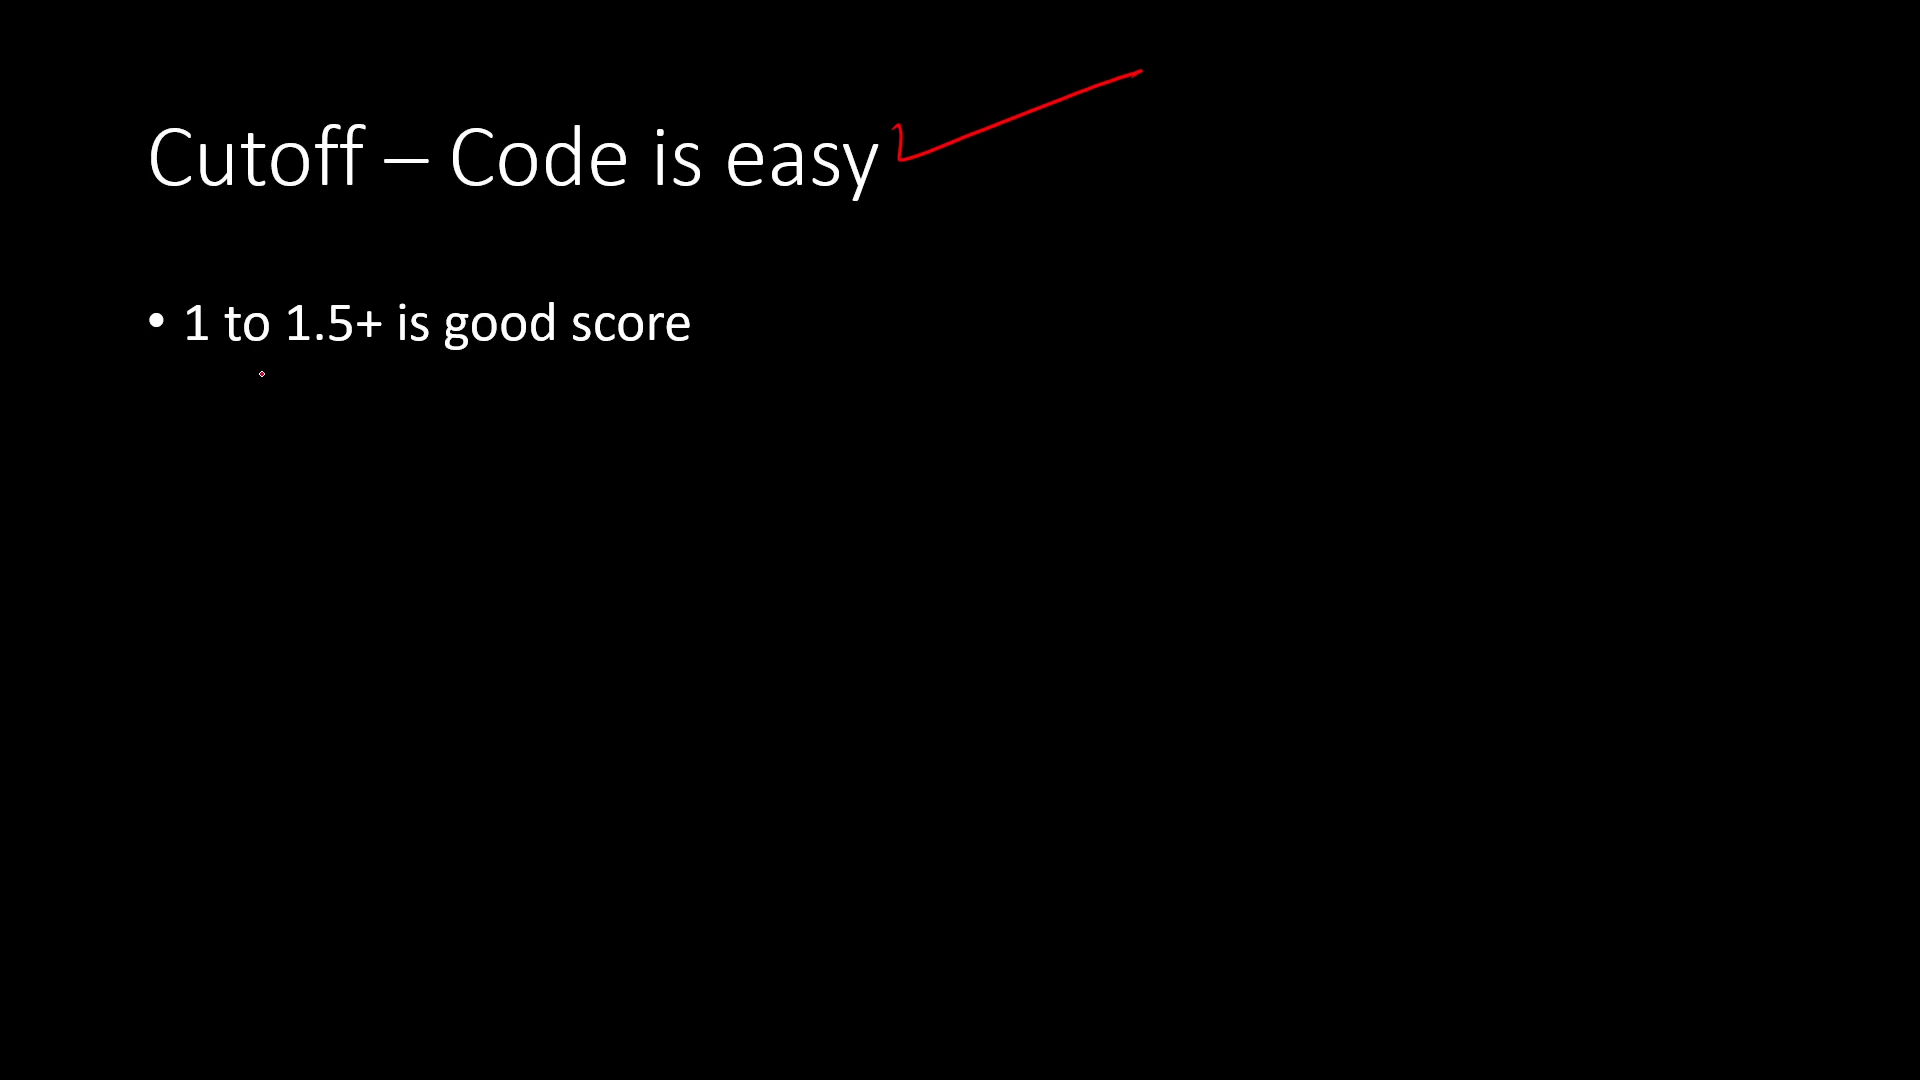 Cutoff – Code is easy
• 1 to 1.5+ is good score